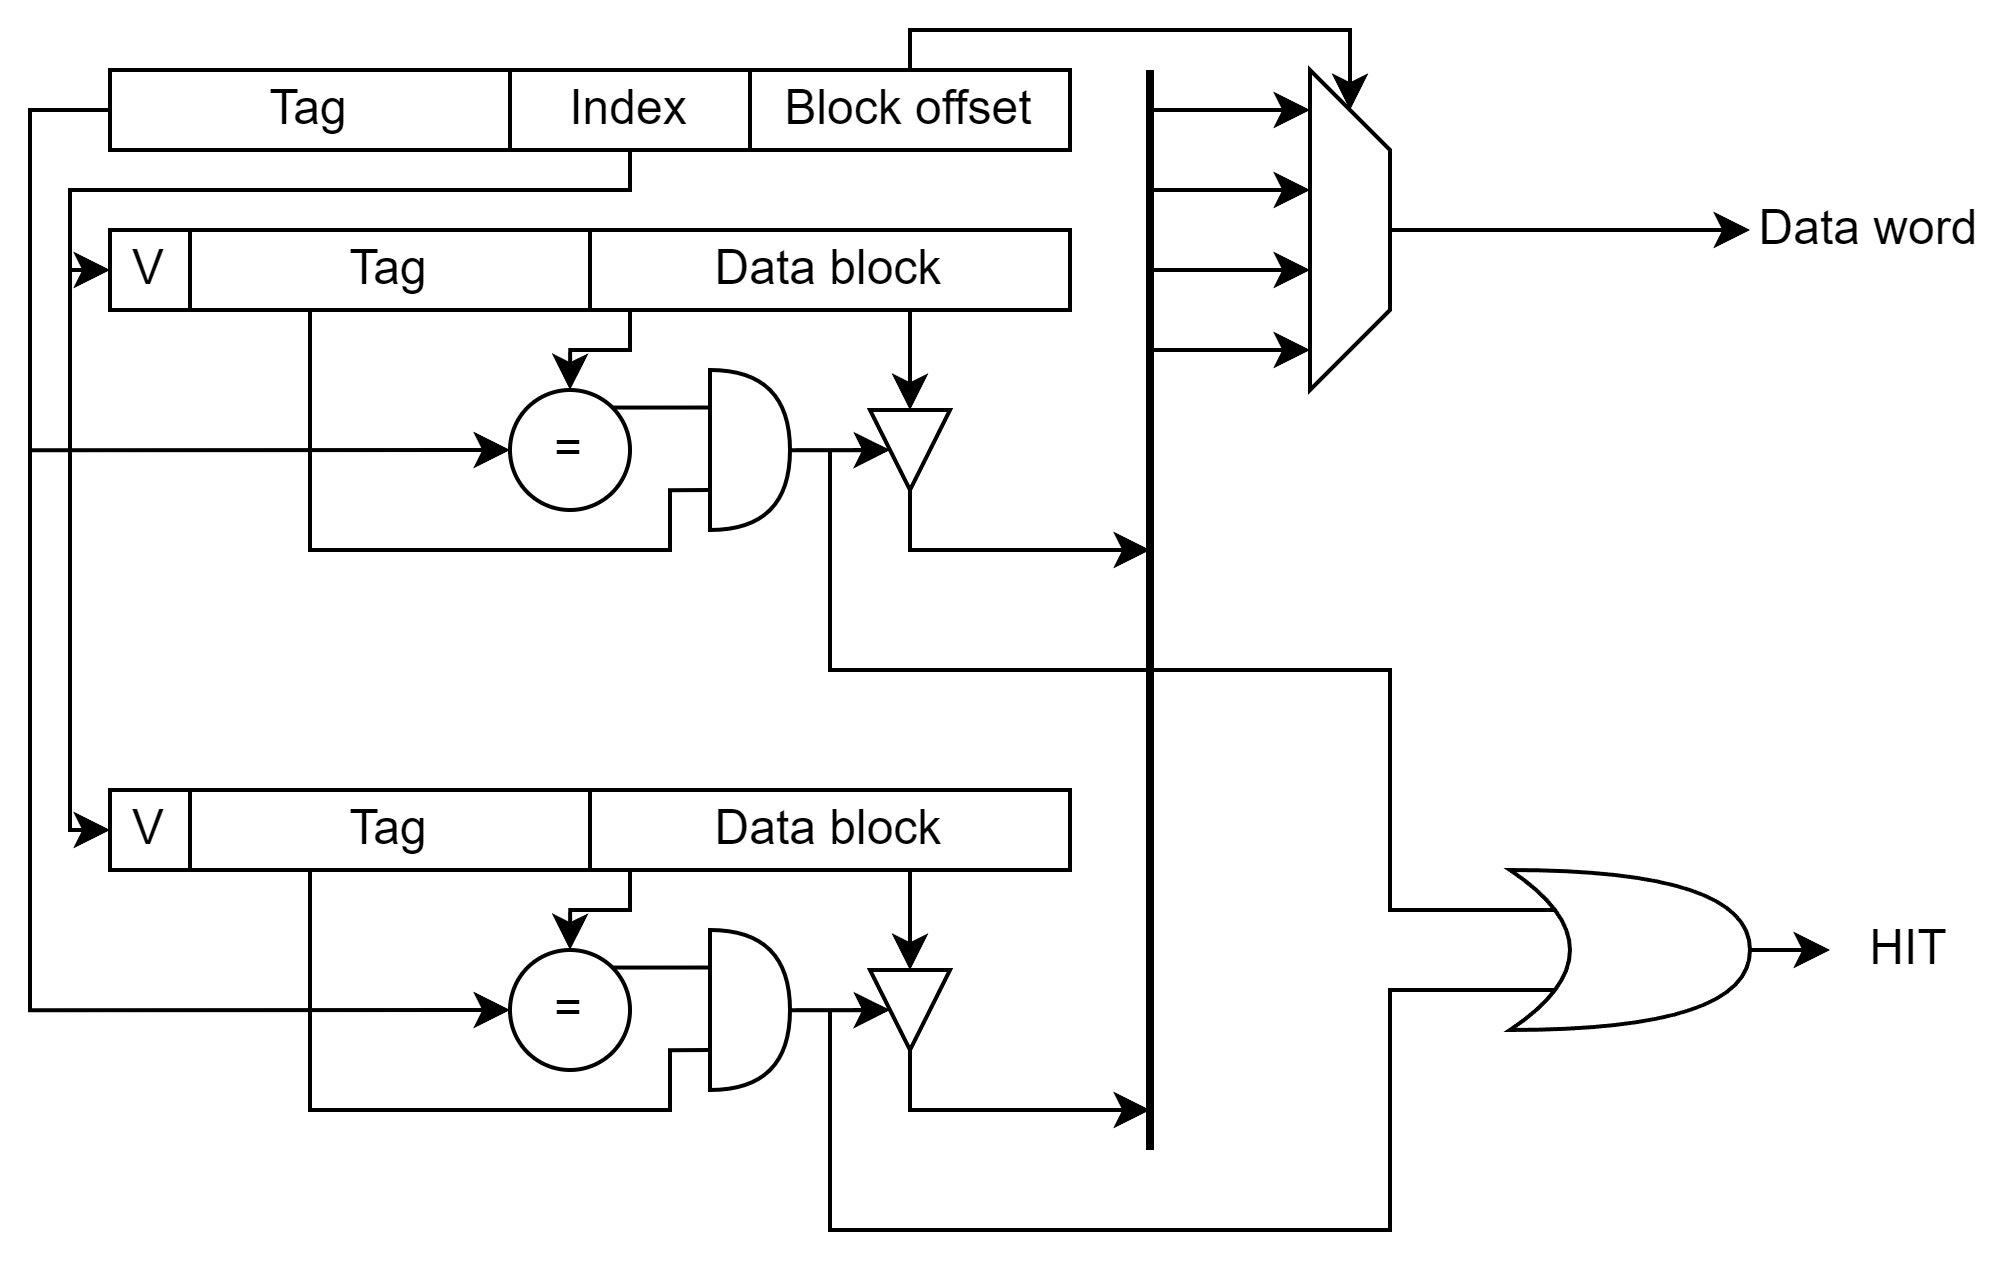 Tag Index Block offset
V Tag Data block
Data word
=
V Tag Data block
HIT
=